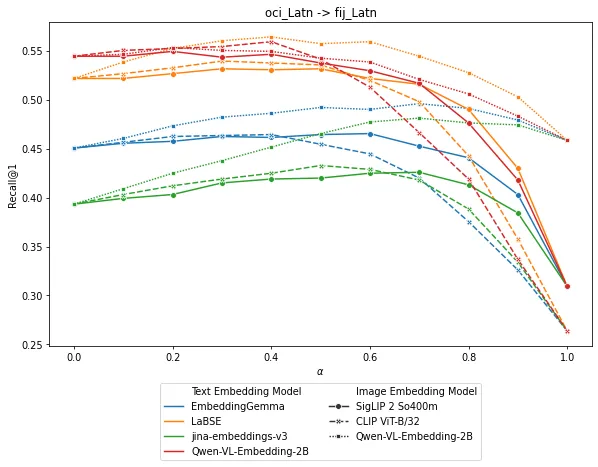 oci_Latn -> fij_Latn
Recall@1
0.55
0.50
0.45
0.40
0.35
0.30
0.25
0.0 0.2 0.4 0.6 0.8 1.0
α
Text Embedding Model Image Embedding Model
EmbeddingGemma SigLIP 2 So400m
LaBSE CLIP ViT-B/32
jina-embeddings-v3 Qwen-VL-Embedding-2B
Qwen-VL-Embedding-2B